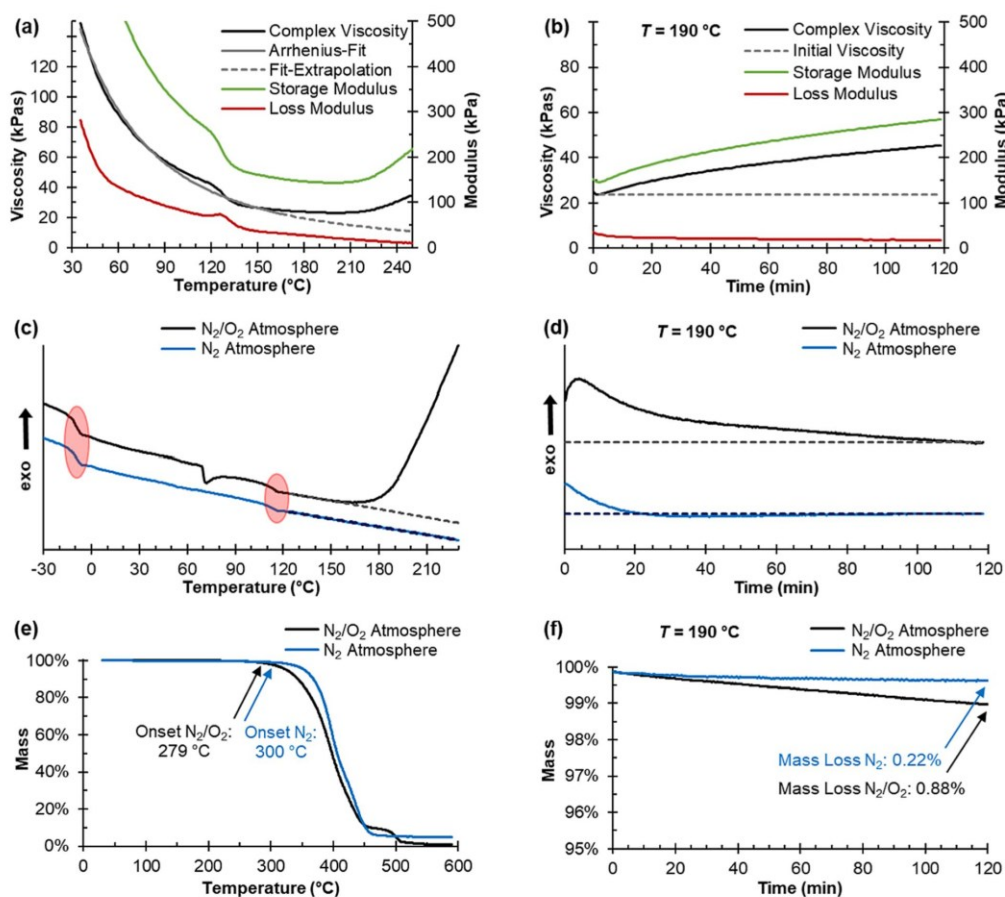 (a)
Complex Viscosity
Arrhenius-Fit
Fit-Extrapolation
Storage Modulus
Loss Modulus
Viscosity (kPas)
140
120
100
80
60
40
20
0
500
400
300
200
100
0
Modulus (kPa)
30 60 90 120 150 180 210 240
Temperature (°C)
(b)
T = 190 °C
Complex Viscosity
Initial Viscosity
Storage Modulus
Loss Modulus
Viscosity (kPas)
80
60
40
20
0
500
400
300
200
100
0
Modulus (kPa)
0 20 40 60 80 100 120
Time (min)
(c)
N₂/O₂ Atmosphere
N₂ Atmosphere
exo
-30 0 30 60 90 120 150 180 210
Temperature (°C)
(d)
T = 190 °C
N₂/O₂ Atmosphere
N₂ Atmosphere
exo
0 20 40 60 80 100 120
Time (min)
(e)
N₂/O₂ Atmosphere
N₂ Atmosphere
Mass
100%
80%
60%
40%
20%
0%
Onset N₂/O₂:
279 °C
Onset N₂:
300 °C
0 100 200 300 400 500 600
Temperature (°C)
(f)
T = 190 °C
N₂/O₂ Atmosphere
N₂ Atmosphere
Mass
100%
99%
98%
97%
96%
95%
Mass Loss N₂: 0.22%
Mass Loss N₂/O₂: 0.88%
0 20 40 60 80 100 120
Time (min)